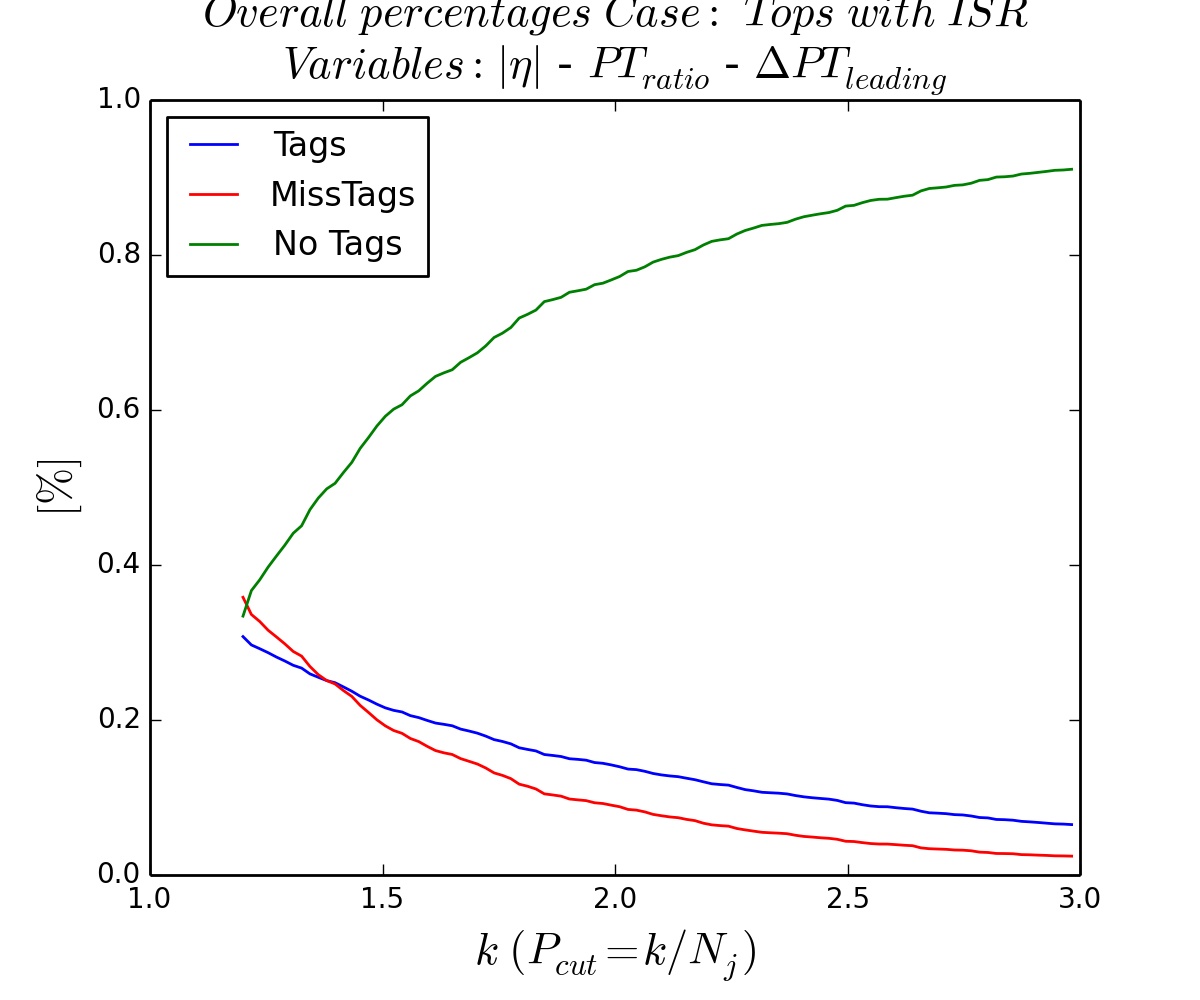 Overall percentages Case: Tops with ISR
Variables: |η| - PT_ratio - ΔPT_leading
1.0
Tags
MissTags
No Tags
0.8
0.6
[%]
0.4
0.2
0.0
1.0 1.5 2.0 2.5 3.0
k (P_cut = k/N_j)